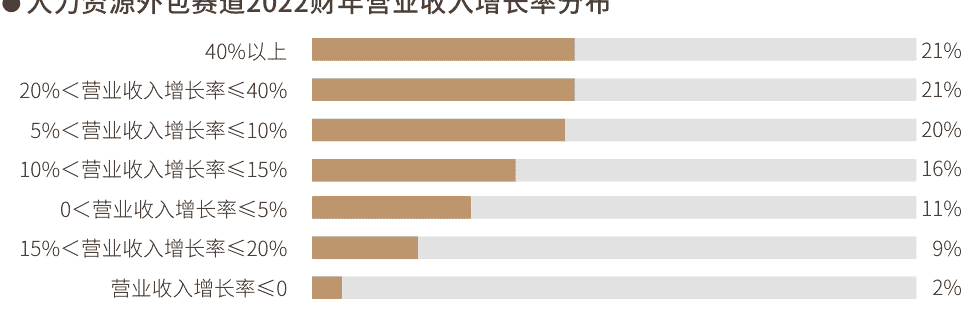 ●人力资源外包赛道2022财年营业收入增长率分布
40%以上 21%
20%＜营业收入增长率≤40% 21%
5%＜营业收入增长率≤10% 20%
10%＜营业收入增长率≤15% 16%
0＜营业收入增长率≤5% 11%
15%＜营业收入增长率≤20% 9%
营业收入增长率≤0 2%